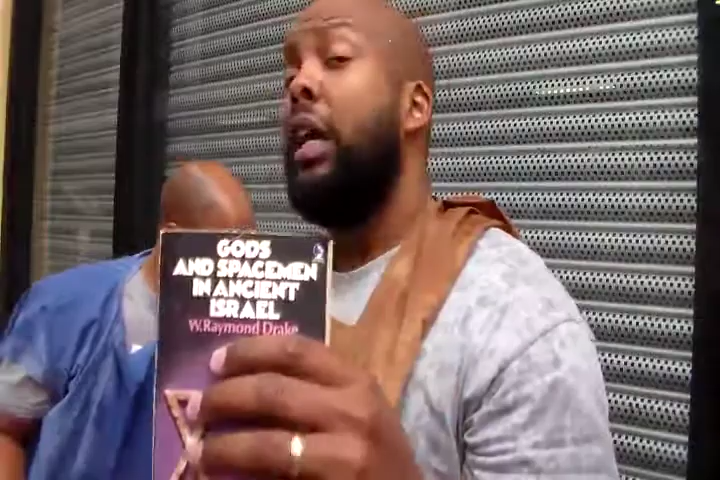 GODS
AND SPACEMEN
IN ANCIENT
ISRAEL
W.Raymond Drake